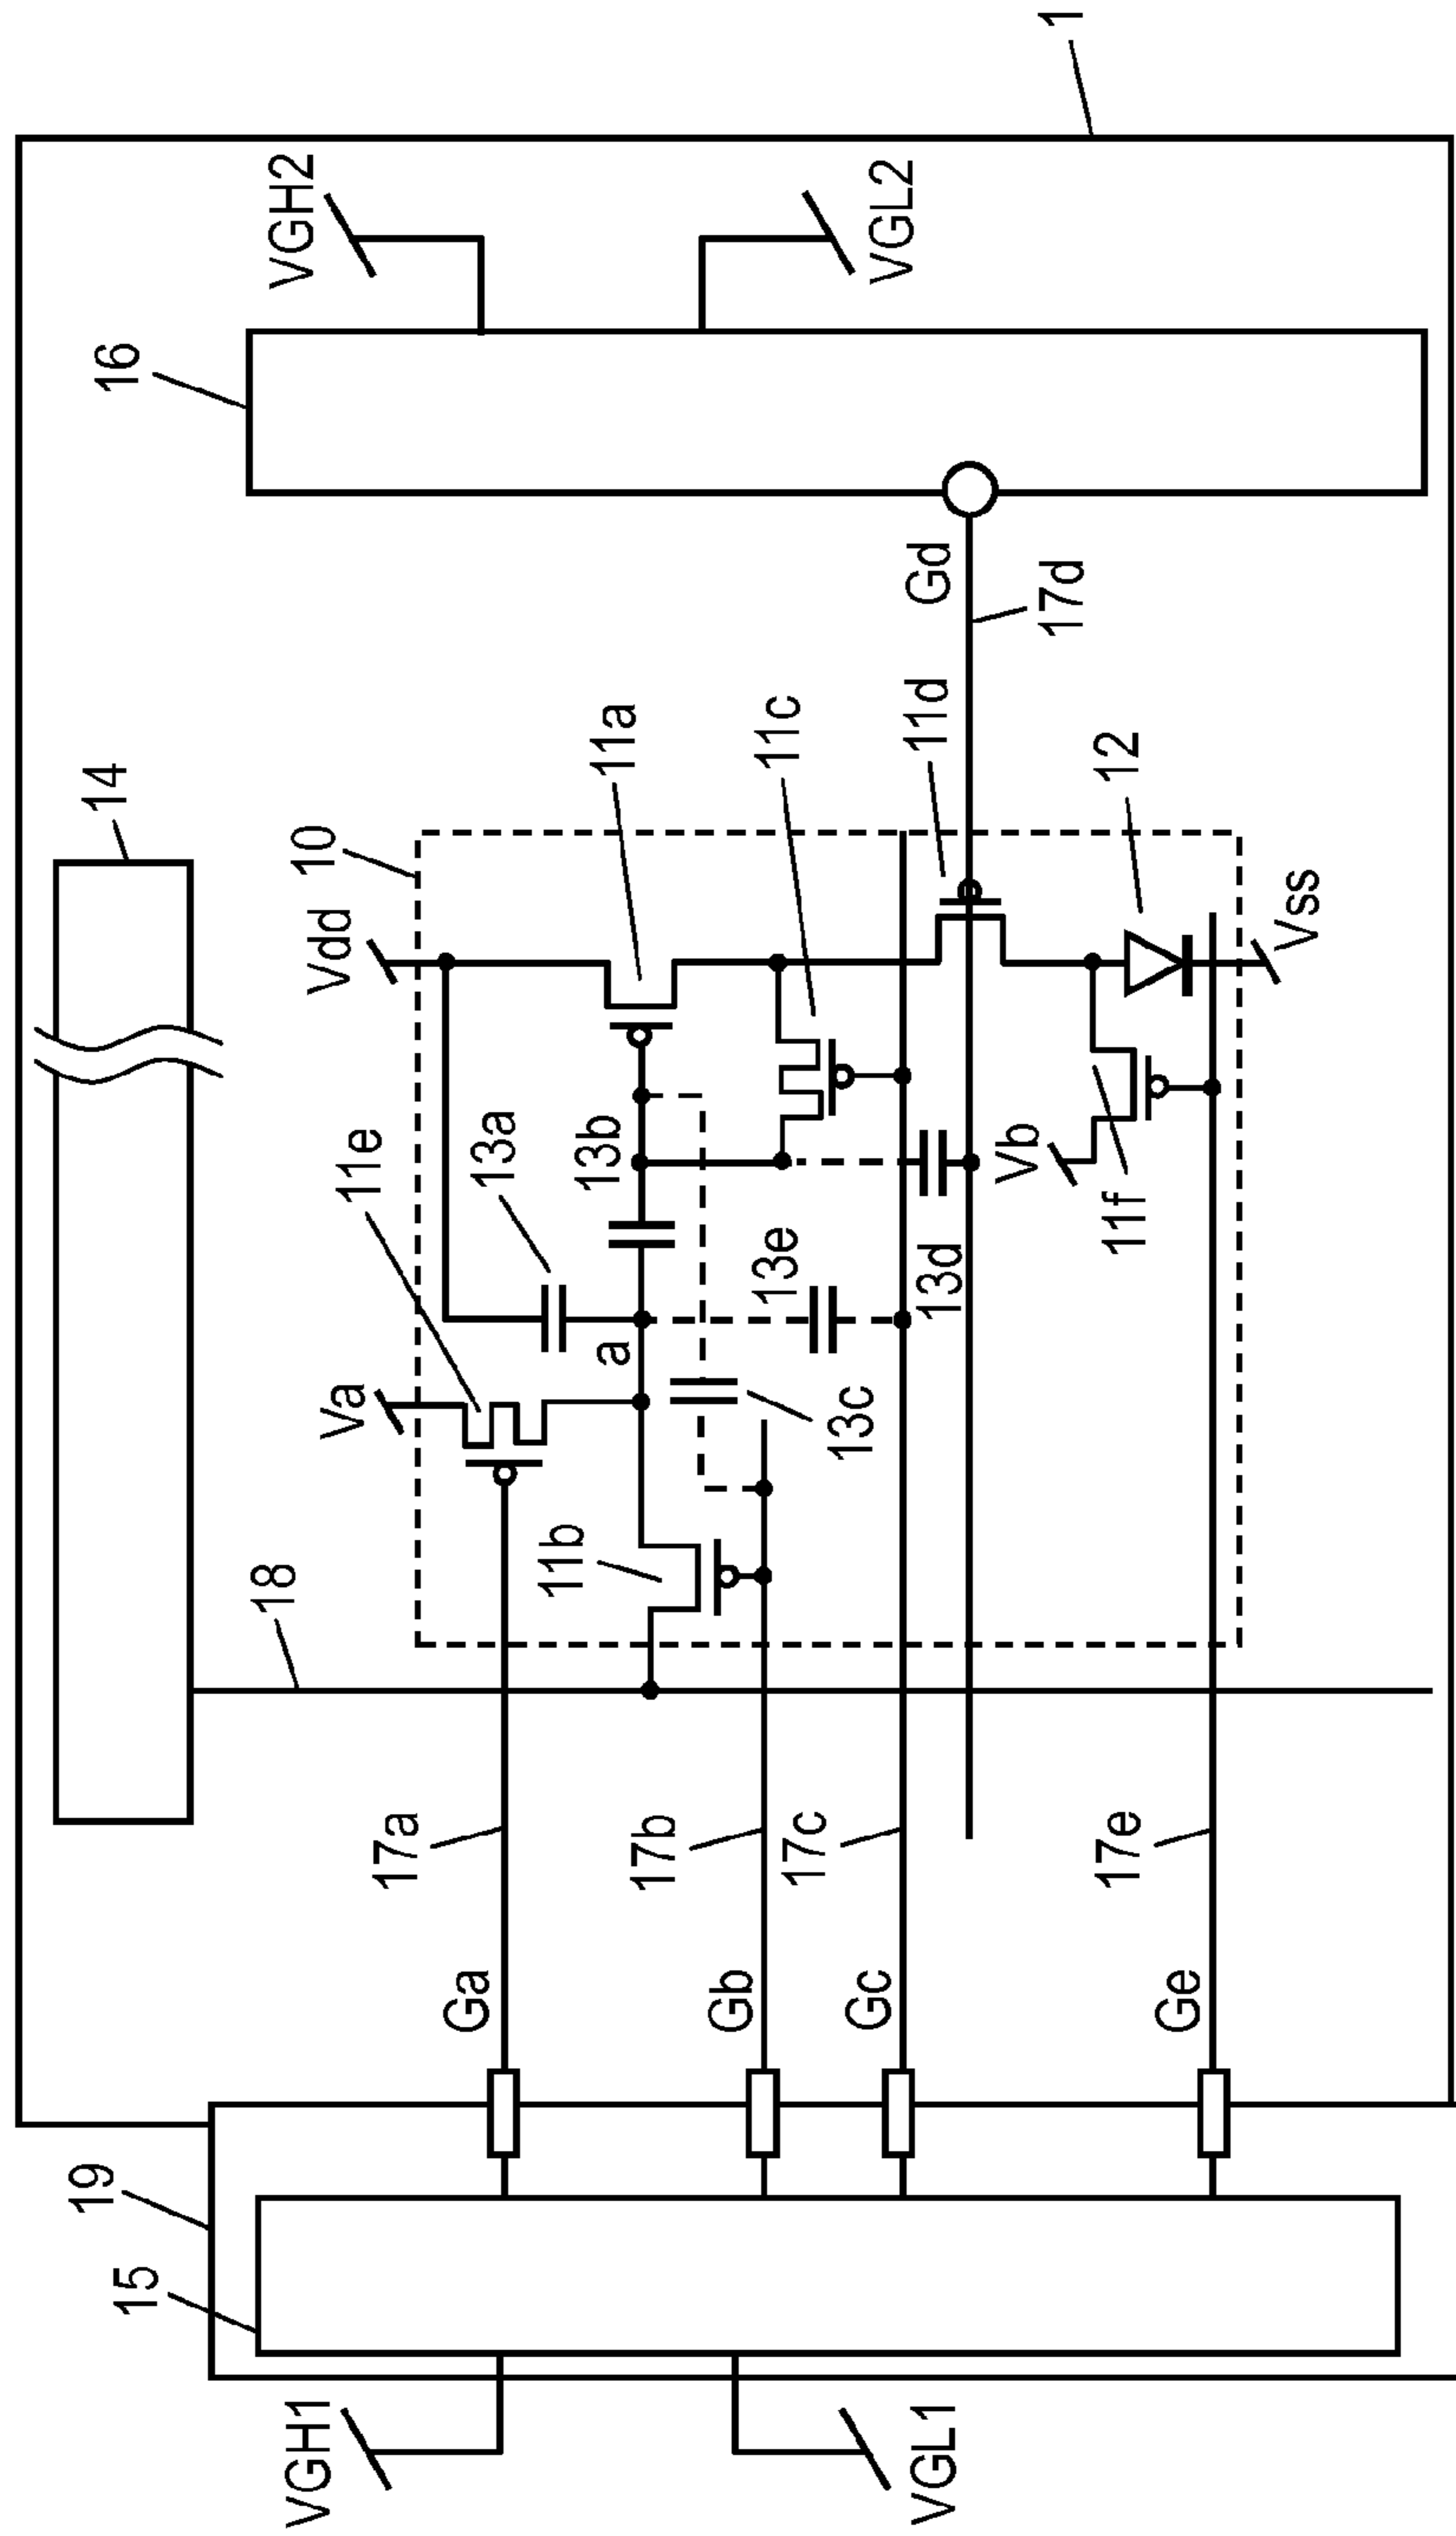 1
14
16
VGH2
VGL2
10
Vdd
11a
11c
11d
Gd
17d
12
Vss
11e
13a
13b
Va
a
13e
13c
13d
Vb
11f
11b
18
17a
17b
17c
17e
Ga
Gb
Gc
Ge
19
15
VGH1
VGL1